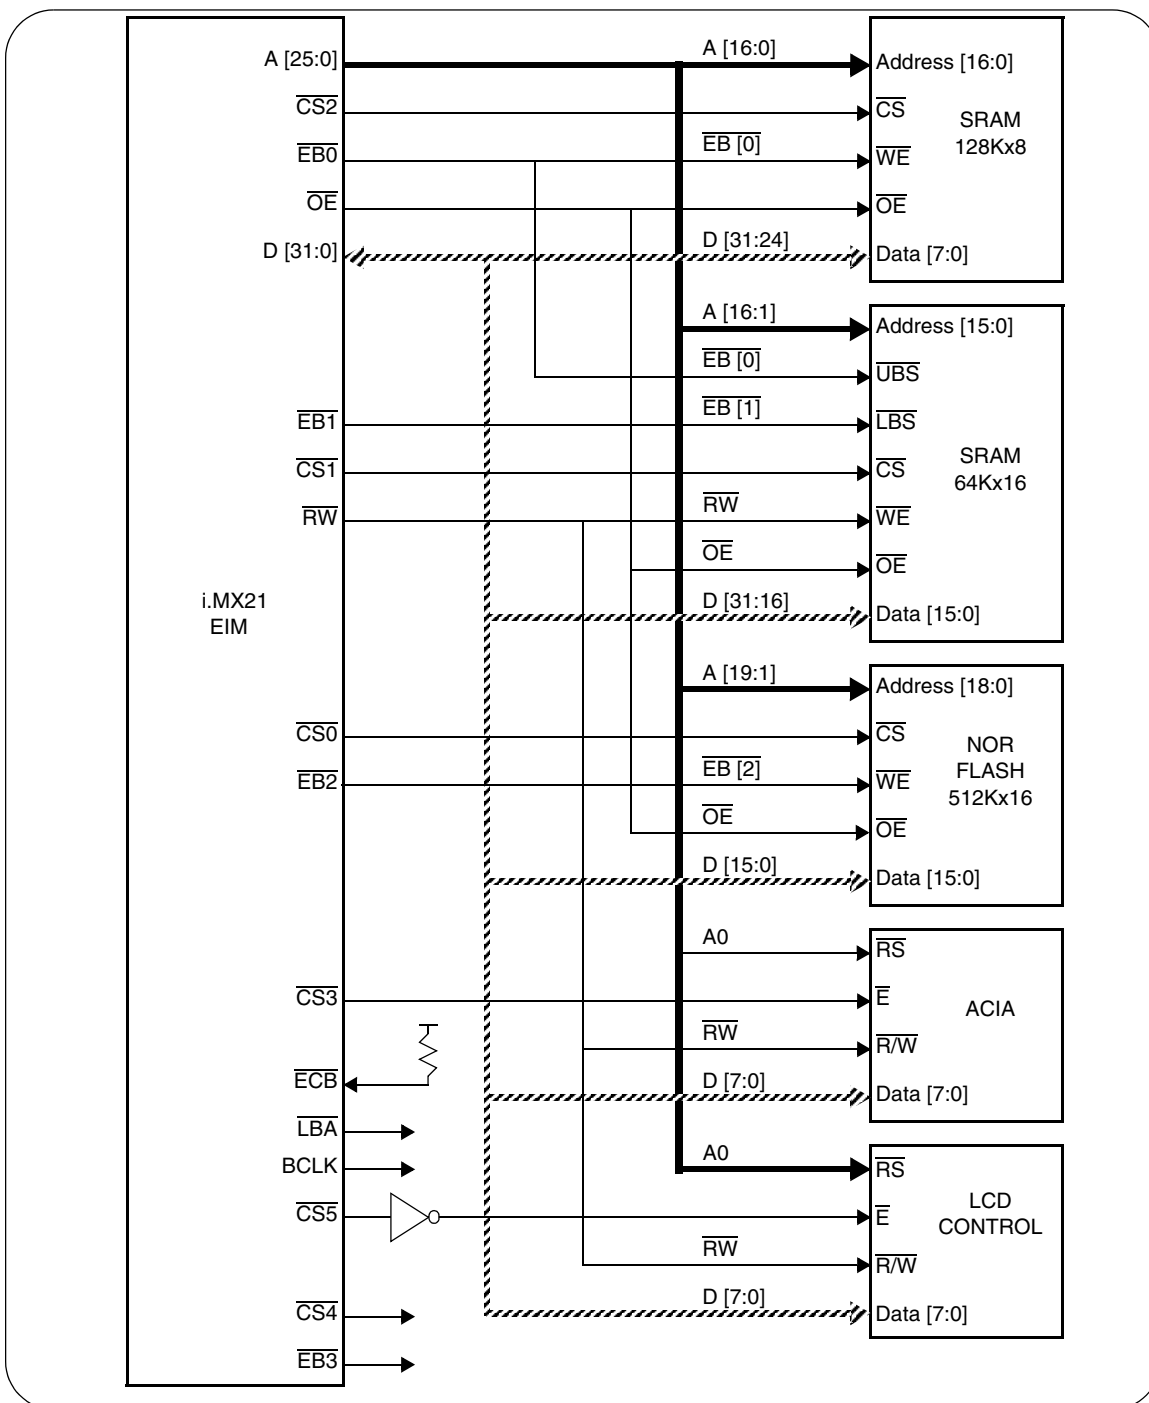 A [25:0]
A [16:0]
Address [16:0]
CS2
CS
SRAM
128Kx8
EB0
EB [0]
WE
OE
OE
D [31:0]
D [31:24]
Data [7:0]
A [16:1]
Address [15:0]
EB [0]
UBS
EB1
EB [1]
LBS
CS1
CS
SRAM
64Kx16
RW
RW
WE
OE
OE
i.MX21
EIM
D [31:16]
Data [15:0]
A [19:1]
Address [18:0]
CS0
CS
NOR
FLASH
512Kx16
EB2
EB [2]
WE
OE
OE
D [15:0]
Data [15:0]
A0
RS
CS3
E
ACIA
RW
R/W
ECB
D [7:0]
Data [7:0]
LBA
BCLK
A0
RS
CS5
E
LCD
CONTROL
RW
R/W
CS4
D [7:0]
Data [7:0]
EB3